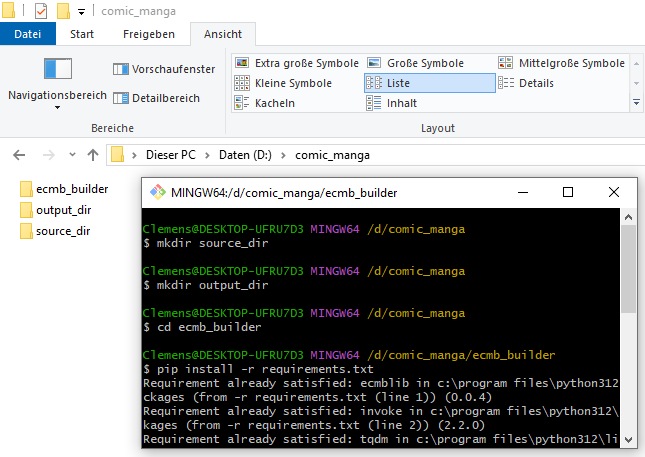 comic_manga
Datei Start Freigeben Ansicht
Navigationsbereich
Vorschaufenster
Detailbereich
Bereiche
Extra große Symbole Große Symbole Mittelgroße Symbole
Kleine Symbole Liste Details
Kacheln Inhalt
Layout
Dieser PC > Daten (D:) > comic_manga
ecmb_builder
output_dir
source_dir
MINGW64:/d/comic_manga/ecmb_builder
Clemens@DESKTOP-UFRU7D3 MINGW64 /d/comic_manga
$ mkdir source_dir
Clemens@DESKTOP-UFRU7D3 MINGW64 /d/comic_manga
$ mkdir output_dir
Clemens@DESKTOP-UFRU7D3 MINGW64 /d/comic_manga
$ cd ecmb_builder
Clemens@DESKTOP-UFRU7D3 MINGW64 /d/comic_manga/ecmb_builder
$ pip install -r requirements.txt
Requirement already satisfied: ecmblib in c:\program files\python312
ckages (from -r requirements.txt (line 1)) (0.0.4)
Requirement already satisfied: invoke in c:\program files\python312\
kages (from -r requirements.txt (line 2)) (2.2.0)
Requirement already satisfied: tqdm in c:\program files\python312\li